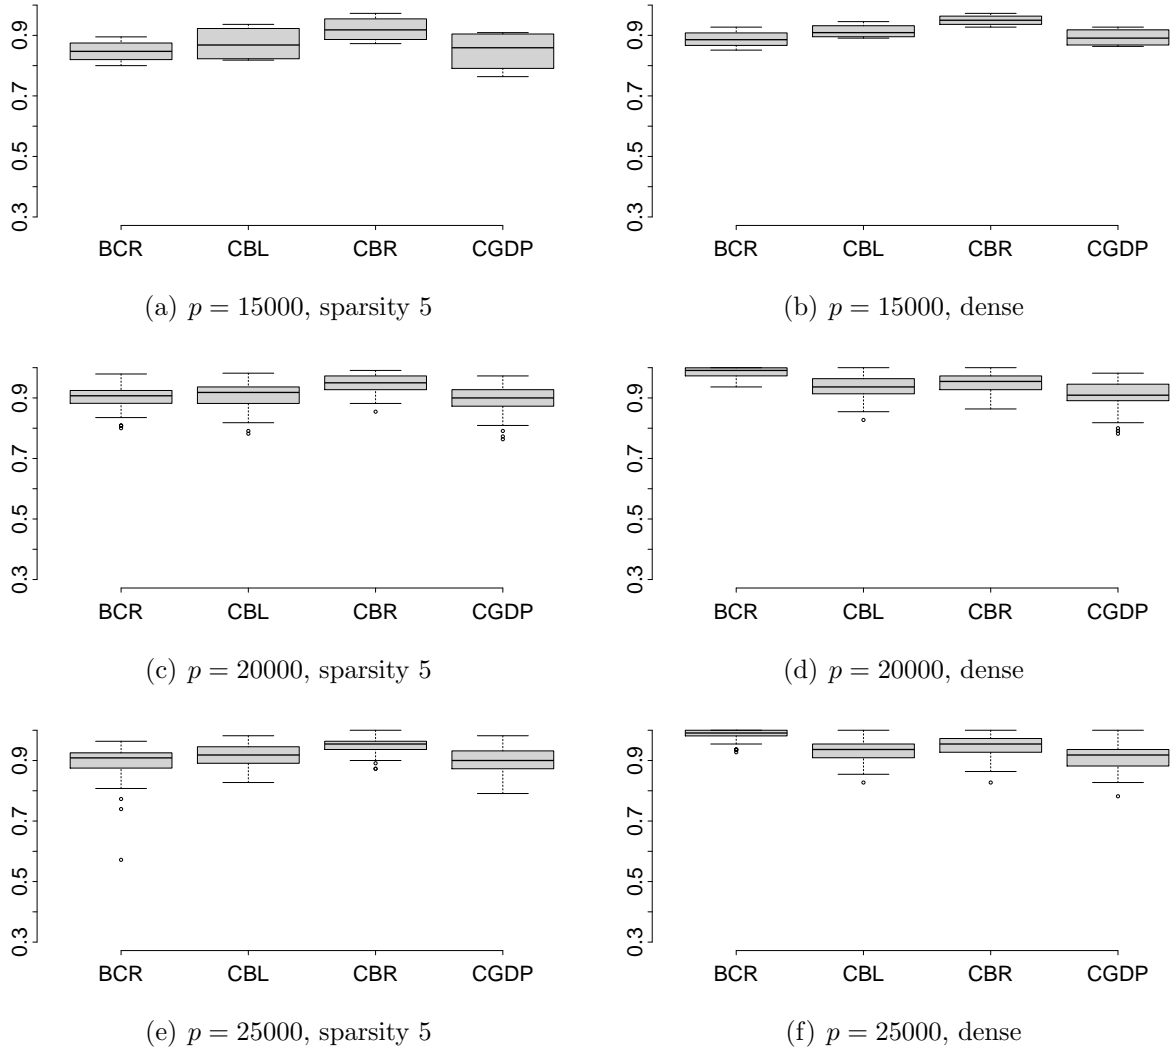 0.3 0.5 0.7 0.9
BCR CBL CBR CGDP
(a) p = 15000, sparsity 5
0.3 0.5 0.7 0.9
BCR CBL CBR CGDP
(b) p = 15000, dense
0.3 0.5 0.7 0.9
BCR CBL CBR CGDP
(c) p = 20000, sparsity 5
0.3 0.5 0.7 0.9
BCR CBL CBR CGDP
(d) p = 20000, dense
0.3 0.5 0.7 0.9
BCR CBL CBR CGDP
(e) p = 25000, sparsity 5
0.3 0.5 0.7 0.9
BCR CBL CBR CGDP
(f) p = 25000, dense